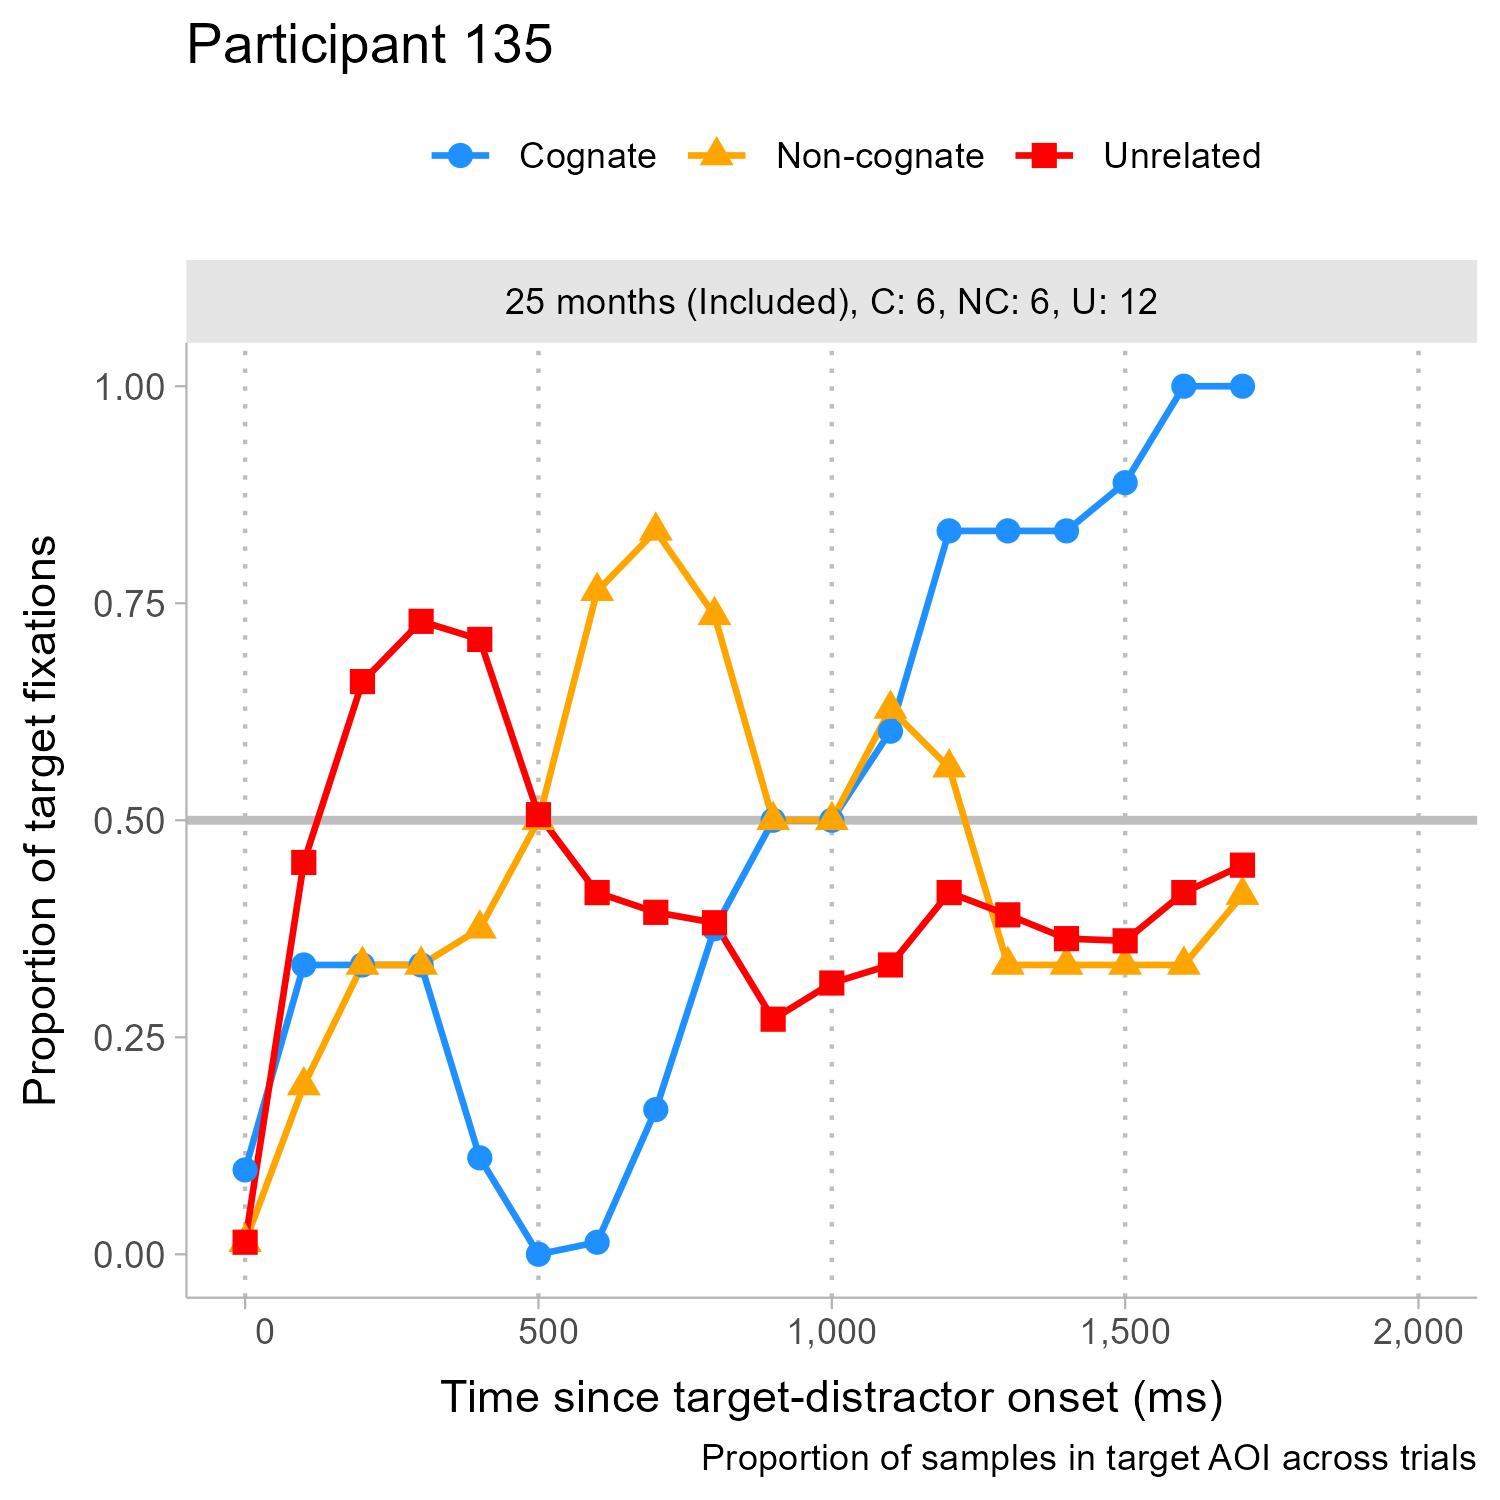 Participant 135
Cognate Non-cognate Unrelated
25 months (Included), C: 6, NC: 6, U: 12
1.00
0.75
0.50
0.25
0.00
Proportion of target fixations
0 500 1,000 1,500 2,000
Time since target-distractor onset (ms)
Proportion of samples in target AOI across trials